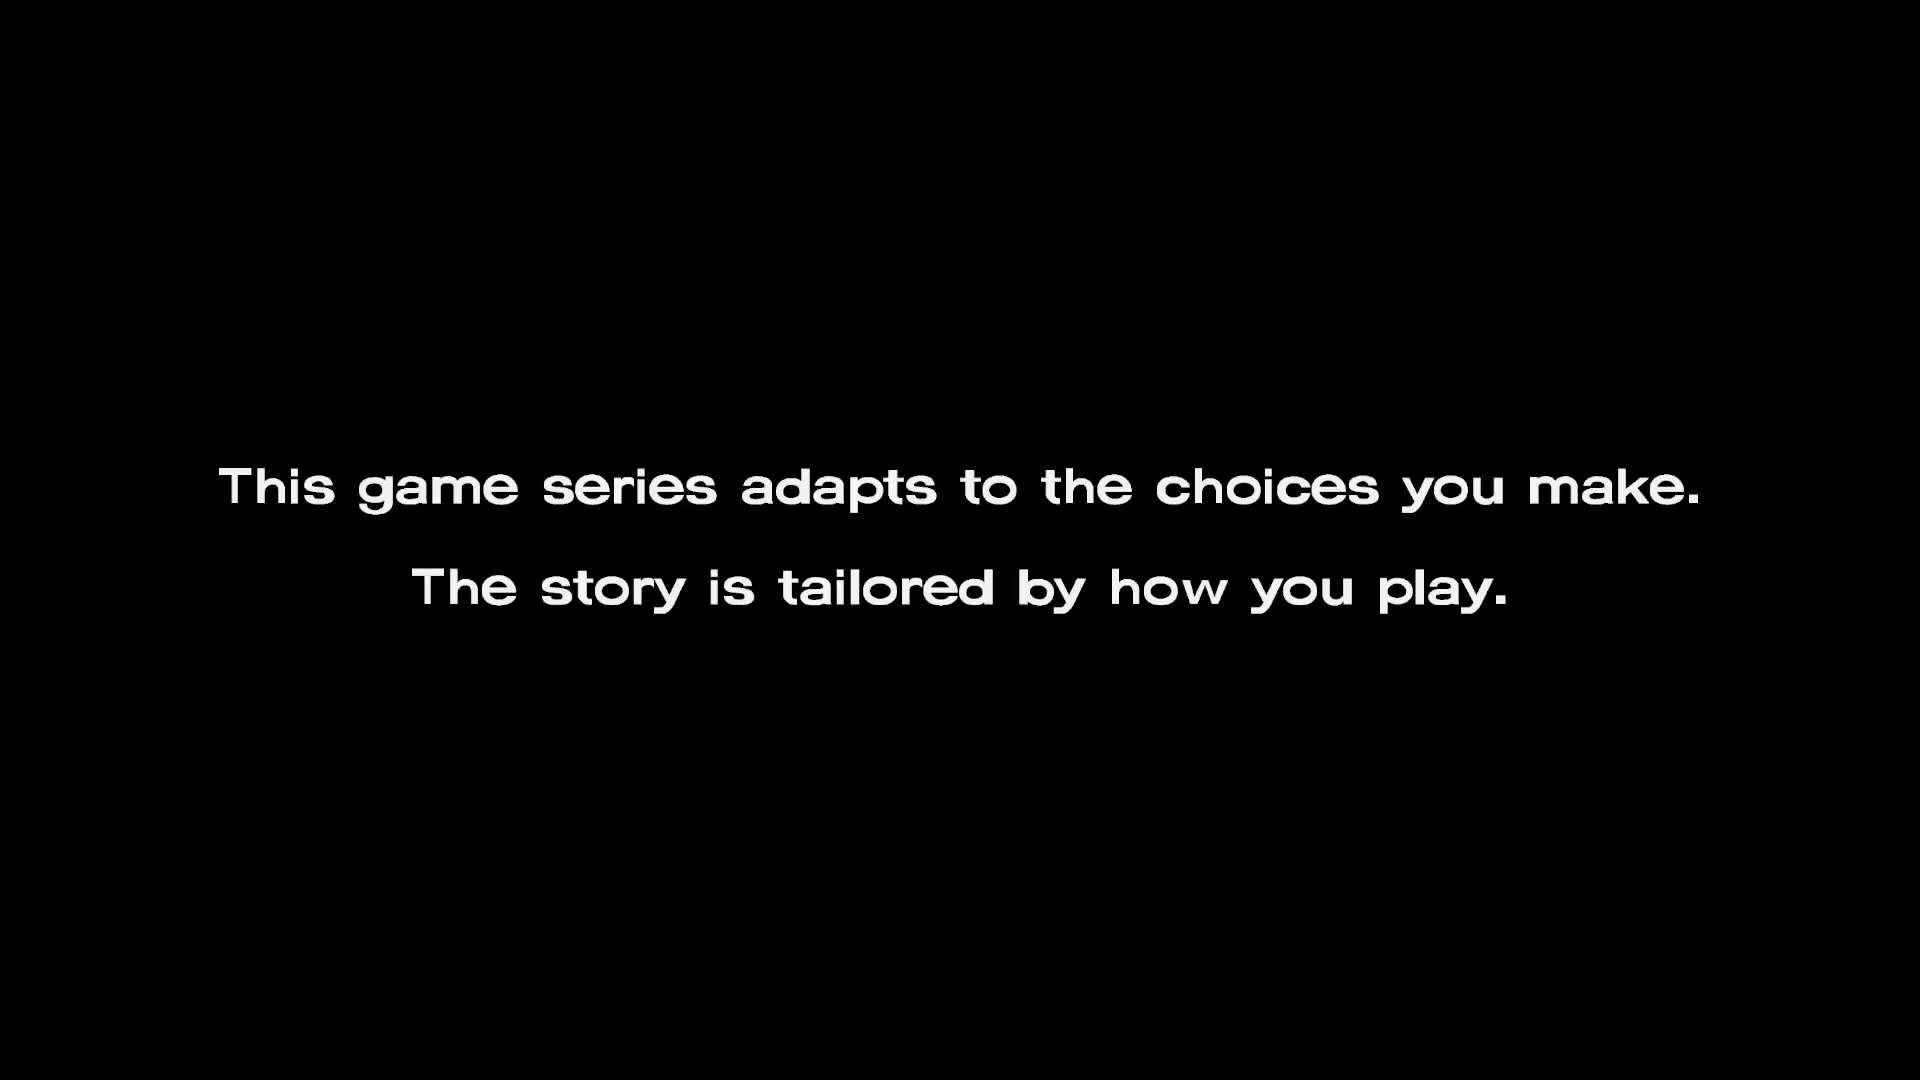 This game series adapts to the choices you make.
The story is tailored by how you play.